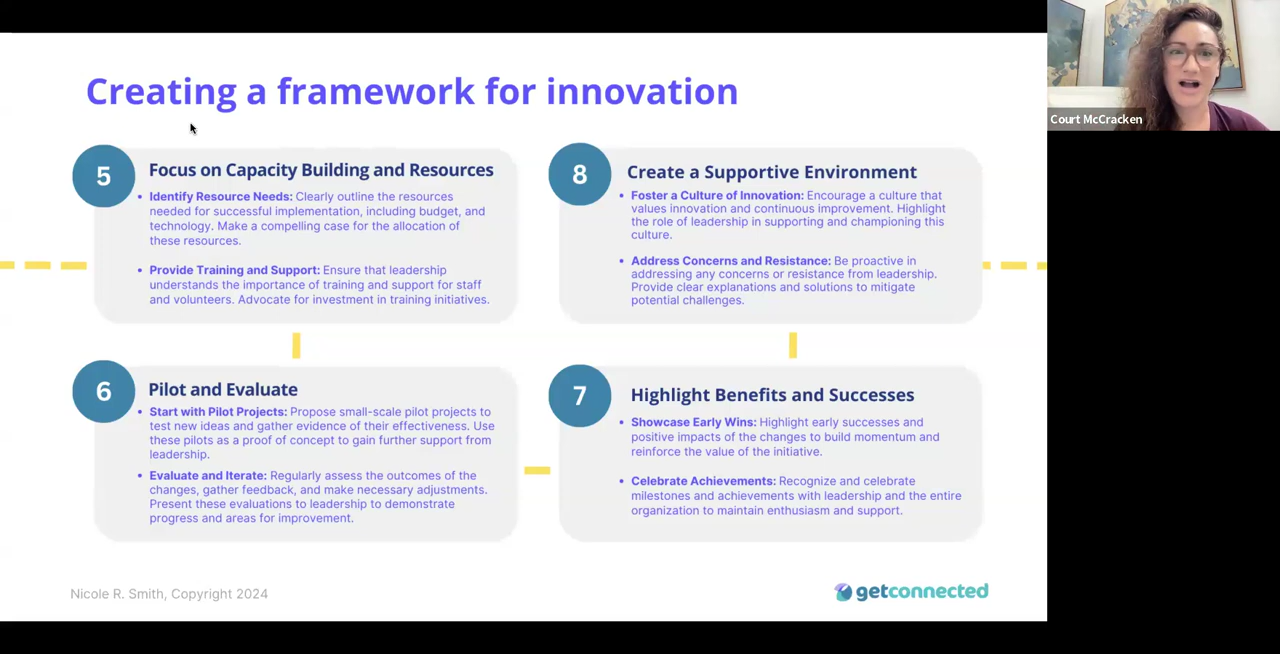 Creating a framework for innovation
Court McCracken
5
Focus on Capacity Building and Resources
• Identify Resource Needs: Clearly outline the resources
needed for successful implementation, including budget, and
technology. Make a compelling case for the allocation of
these resources.
• Provide Training and Support: Ensure that leadership
understands the importance of training and support for staff
and volunteers. Advocate for investment in training initiatives.
6
Pilot and Evaluate
• Start with Pilot Projects: Propose small-scale pilot projects to
test new ideas and gather evidence of their effectiveness. Use
these pilots as a proof of concept to gain further support from
leadership.
• Evaluate and Iterate: Regularly assess the outcomes of the
changes, gather feedback, and make necessary adjustments.
Present these evaluations to leadership to demonstrate
progress and areas for improvement.
7
Highlight Benefits and Successes
• Showcase Early Wins: Highlight early successes and
positive impacts of the changes to build momentum and
reinforce the value of the initiative.
• Celebrate Achievements: Recognize and celebrate
milestones and achievements with leadership and the entire
organization to maintain enthusiasm and support.
8
Create a Supportive Environment
• Foster a Culture of Innovation: Encourage a culture that
values innovation and continuous improvement. Highlight
the role of leadership in supporting and championing this
culture.
• Address Concerns and Resistance: Be proactive in
addressing any concerns or resistance from leadership.
Provide clear explanations and solutions to mitigate
potential challenges.
Nicole R. Smith, Copyright 2024
getconnected